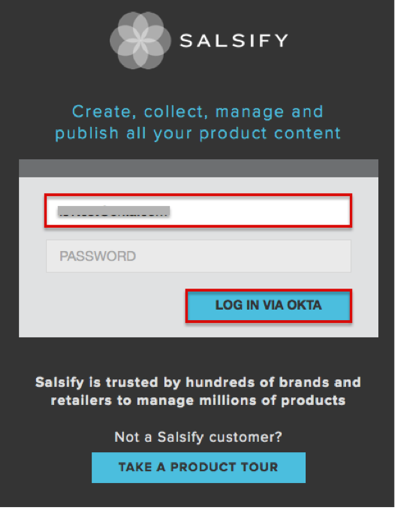 SALSIFY
Create, collect, manage and
publish all your product content
PASSWORD
LOG IN VIA OKTA
Salsify is trusted by hundreds of brands and
retailers to manage millions of products
Not a Salsify customer?
TAKE A PRODUCT TOUR